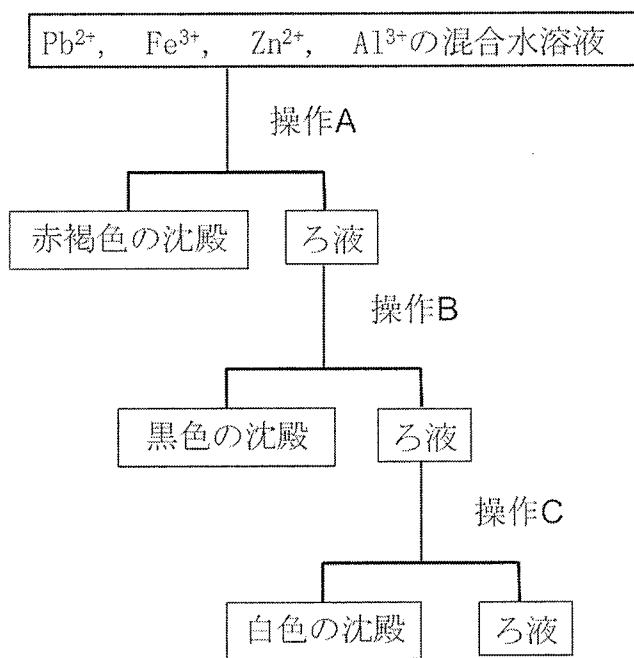 Pb²⁺, Fe³⁺, Zn²⁺, Al³⁺の混合水溶液
操作A
赤褐色の沈殿
ろ液
操作B
黒色の沈殿
ろ液
操作C
白色の沈殿
ろ液